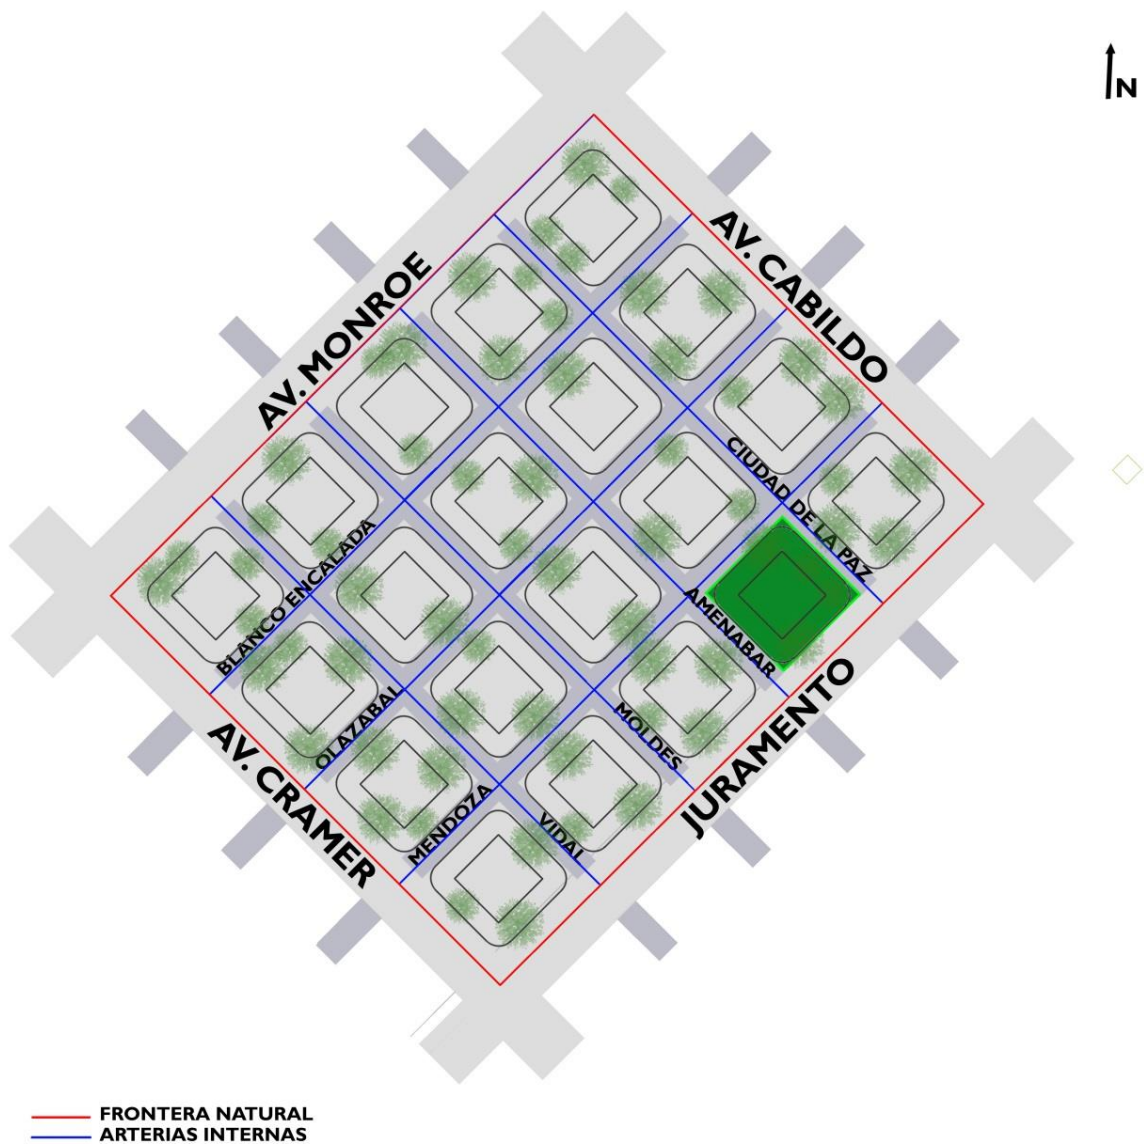 N
AV. CABILDO
AV. MONROE
CIUDAD DE LA PAZ
BLANCO ENCALADA
AMENABAR
OLAZABAL
MOLDES
JURAMENTO
AV. CRAMER
MENDOZA
VIDAL
FRONTERA NATURAL
ARTERIAS INTERNAS